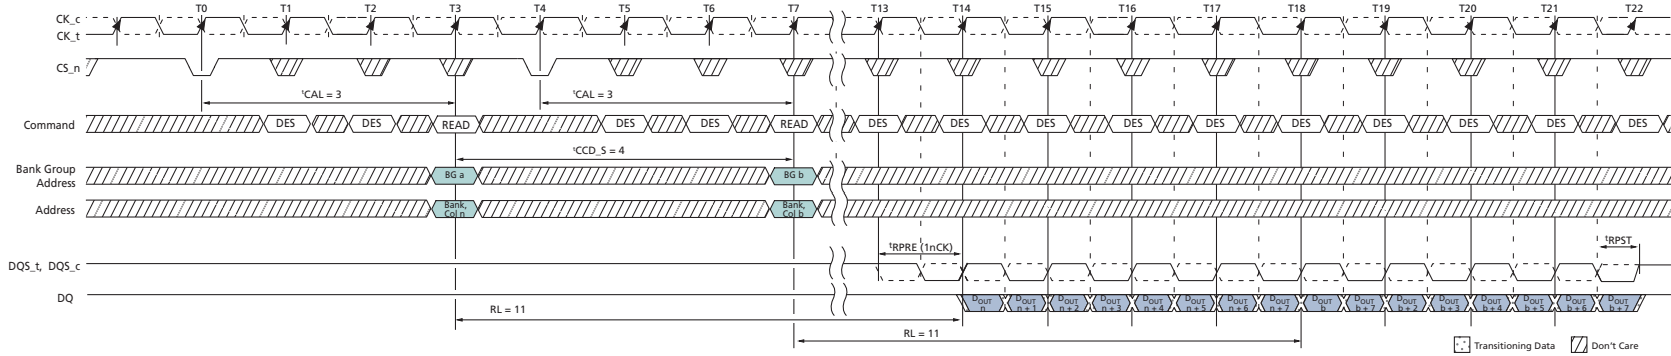 CK_c
CK_t
T0 T1 T2 T3 T4 T5 T6 T7 T13 T14 T15 T16 T17 T18 T19 T20 T21 T22
CS_n
tCAL = 3 tCAL = 3
Command DES DES READ DES DES READ DES DES DES DES DES DES DES DES DES DES
tCCD_S = 4
Bank Group
Address
BG a BG b
Address
Bank, Col n
Bank, Col b
tRPRE (1nCK) tRPST
DQS_t, DQS_c
DQ
DOUT n
DOUT n + 1
DOUT n + 2
DOUT n + 3
DOUT n + 4
DOUT n + 5
DOUT n + 6
DOUT n + 7
DOUT b
DOUT b + 7
DOUT b + 2
DOUT b + 3
DOUT b + 4
DOUT b + 5
DOUT b + 6
DOUT b + 7
RL = 11
RL = 11
Transitioning Data Don't Care